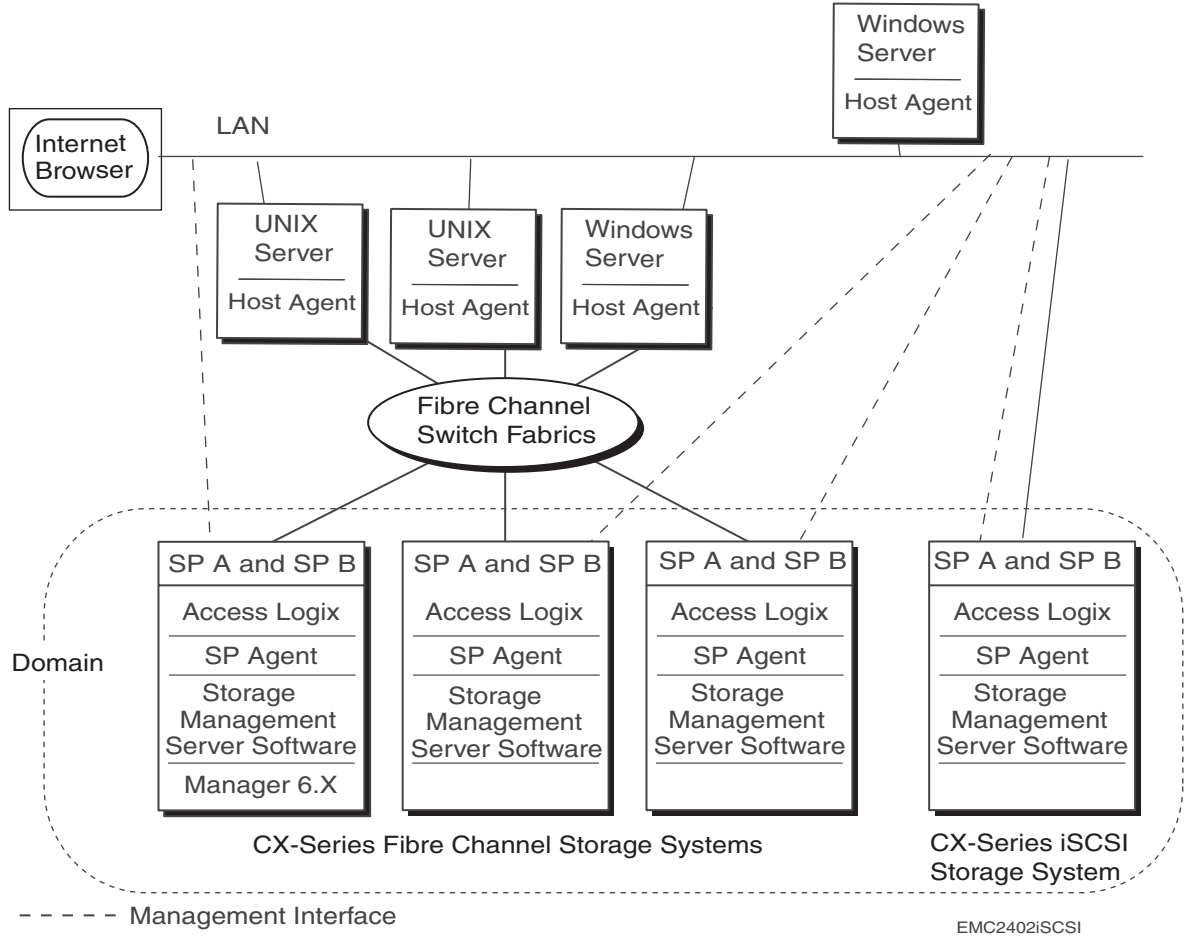 Windows
Server
Host Agent
LAN
Internet
Browser
UNIX
Server
Host Agent
UNIX
Server
Host Agent
Windows
Server
Host Agent
Fibre Channel
Switch Fabrics
Domain
SP A and SP B
Access Logix
SP Agent
Storage
Management
Server Software
Manager 6.X
SP A and SP B
Access Logix
SP Agent
Storage
Management
Server Software
SP A and SP B
Access Logix
SP Agent
Storage
Management
Server Software
SP A and SP B
Access Logix
SP Agent
Storage
Management
Server Software
CX-Series Fibre Channel Storage Systems
CX-Series iSCSI
Storage System
Management Interface
EMC2402iSCSI